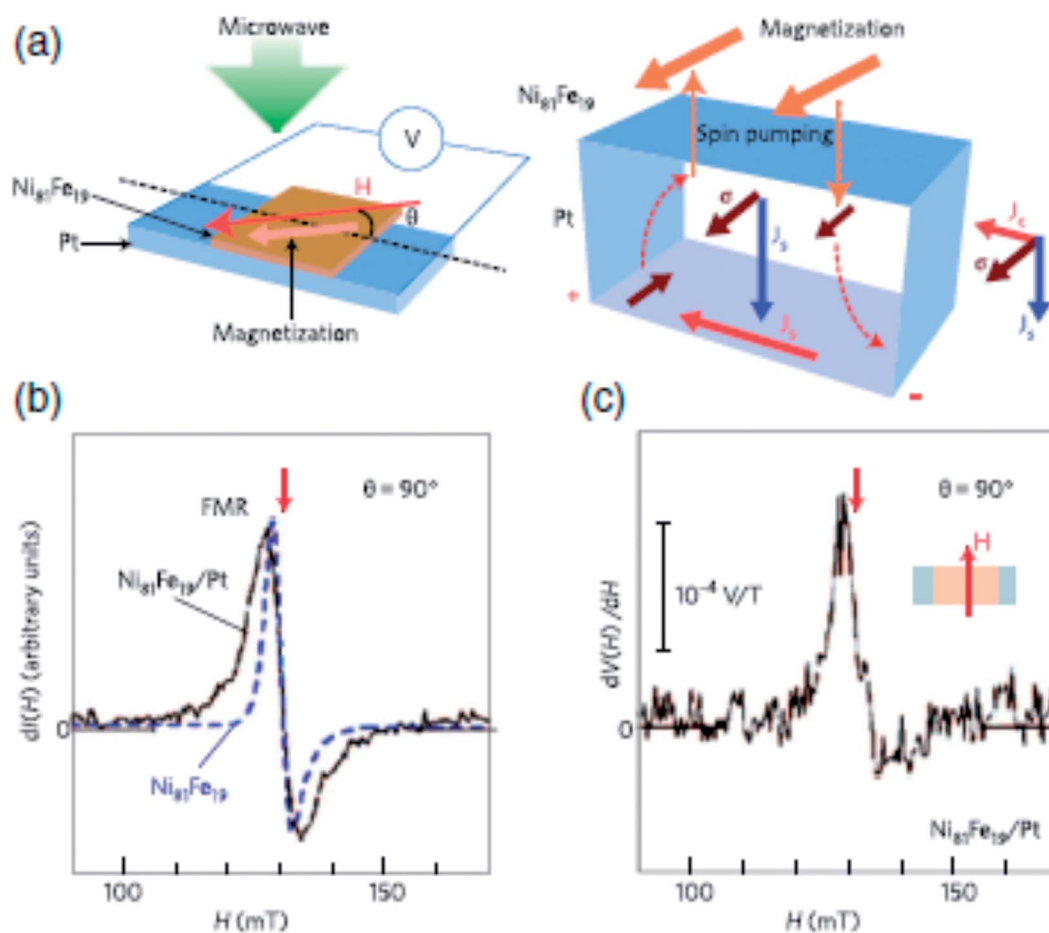 (a)
Microwave
V
Ni81Fe19
H
θ
Pt
Magnetization
Magnetization
Ni81Fe19
Spin pumping
Pt
σ
Js
+
Js
-
Jc
σ
Js
(b)
θ = 90°
FMR
Ni81Fe19/Pt
Ni81Fe19
0
dI(H) (arbitrary units)
100
150
H (mT)
(c)
θ = 90°
H
10⁻⁴ V/T
0
dV(H)/dH
Ni81Fe19/Pt
100
150
H (mT)